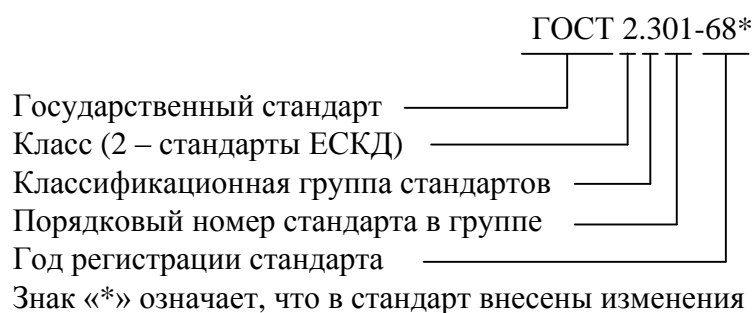 ГОСТ 2.301-68*
Государственный стандарт
Класс (2 – стандарты ЕСКД)
Классификационная группа стандартов
Порядковый номер стандарта в группе
Год регистрации стандарта
Знак «*» означает, что в стандарт внесены изменения